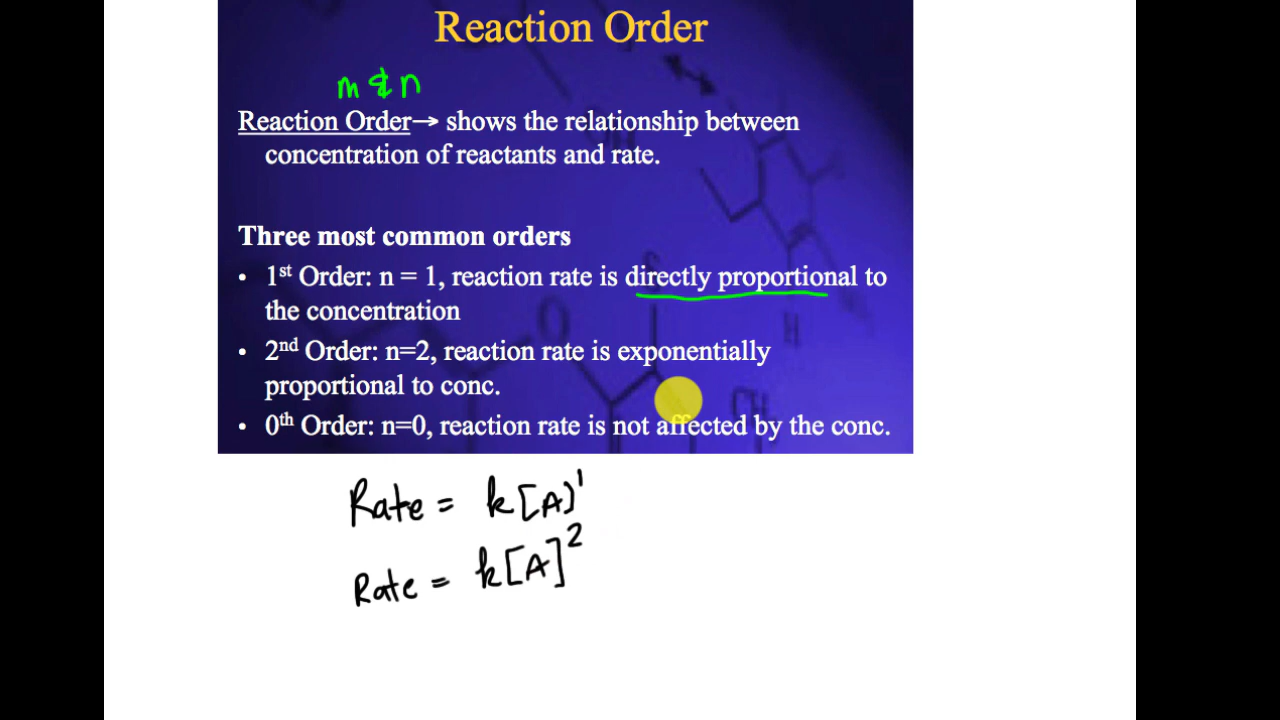 Reaction Order
m & n
Reaction Order→ shows the relationship between
concentration of reactants and rate.
Three most common orders
• 1st Order: n = 1, reaction rate is directly proportional to
the concentration
• 2nd Order: n=2, reaction rate is exponentially
proportional to conc.
• 0th Order: n=0, reaction rate is not affected by the conc.
Rate = k[A)¹
Rate = k[A]²